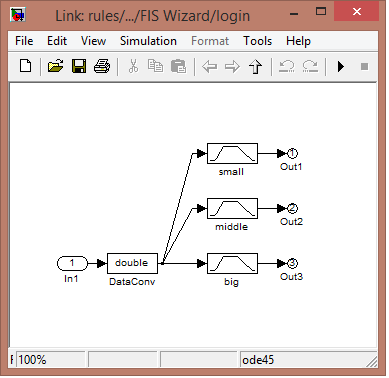 Link: rules/.../FIS Wizard/login
File Edit View Simulation Format Tools Help
1
small
Out1
2
middle
Out2
1
In1
double
DataConv
3
big
Out3
100%
ode45